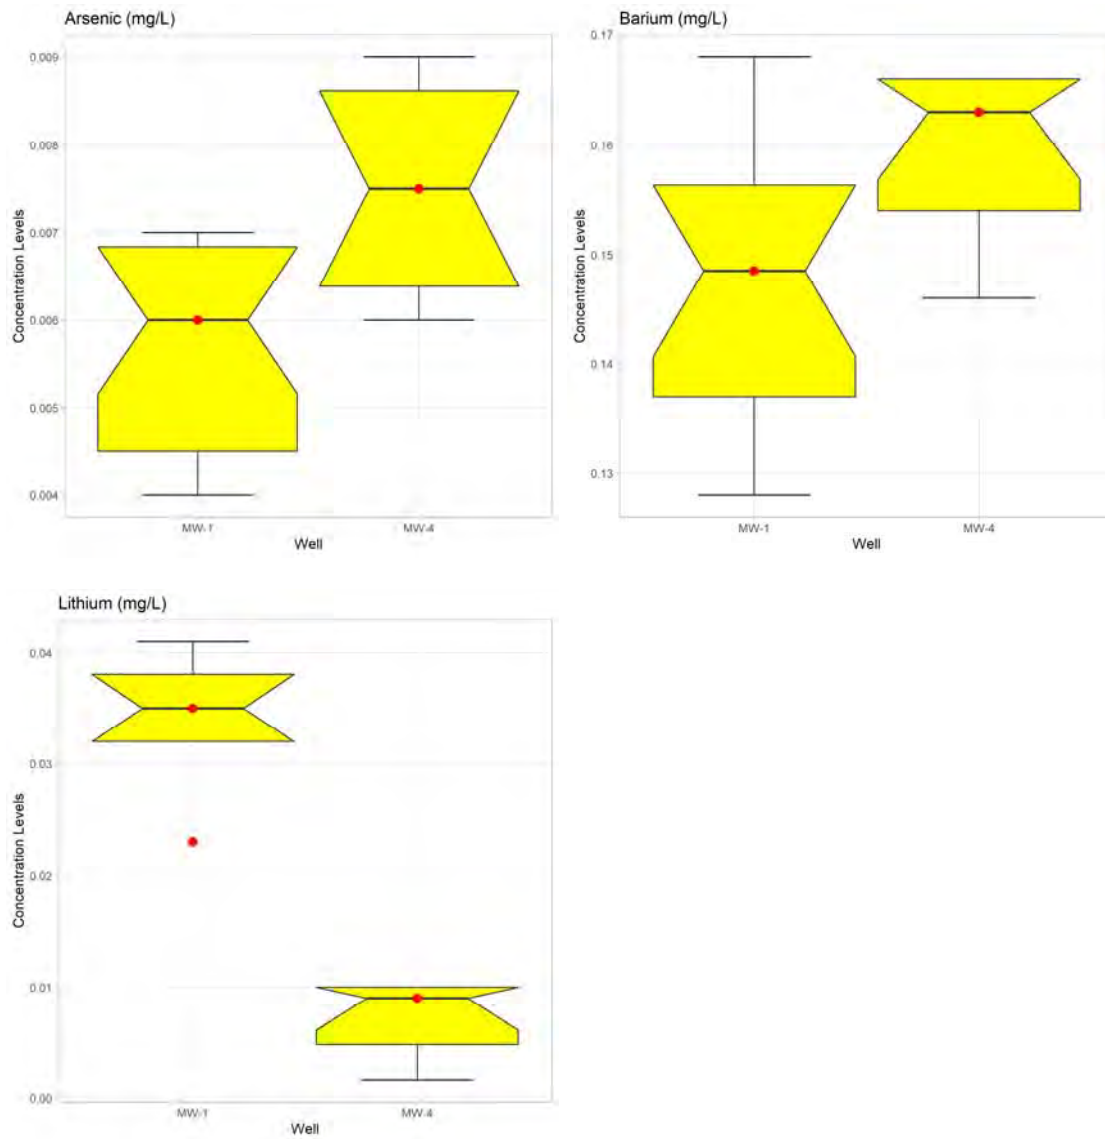 Arsenic (mg/L)
0.009
0.008
0.007
0.006
0.005
0.004
Concentration Levels
MW-1
MW-4
Well
Barium (mg/L)
0.17
0.16
0.15
0.14
0.13
Concentration Levels
MW-1
MW-4
Well
Lithium (mg/L)
0.04
0.03
0.02
0.01
0.00
Concentration Levels
MW-1
MW-4
Well